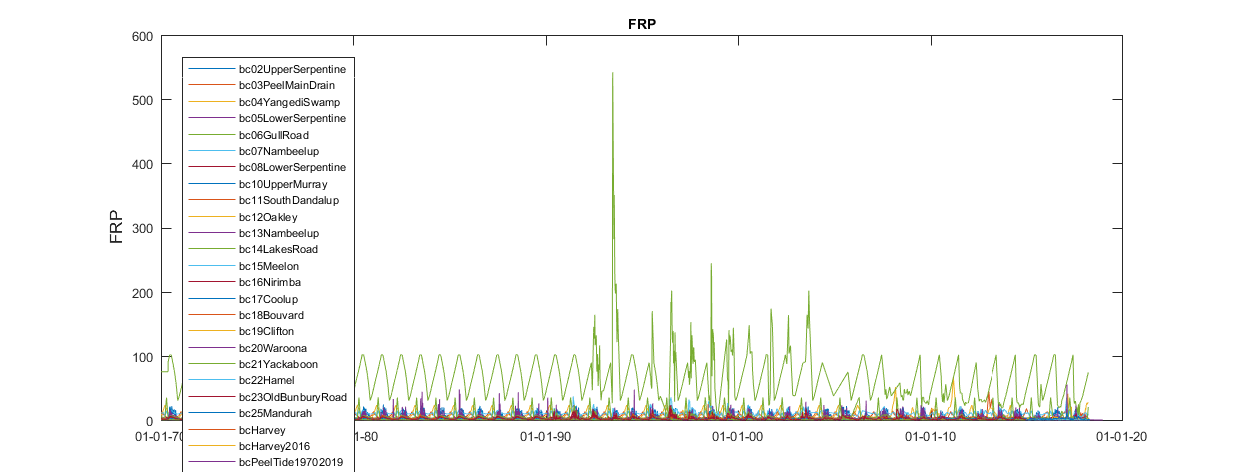 FRP
600
500
400
300
200
100
0
FRP
bc02UpperSerpentine
bc03PeelMainDrain
bc04YangediSwamp
bc05LowerSerpentine
bc06GullRoad
bc07Nambeelup
bc08LowerSerpentine
bc10UpperMurray
bc11SouthDandalup
bc12Oakley
bc13Nambeelup
bc14LakesRoad
bc15Meelon
bc16Nirimba
bc17Coolup
bc18Bouvard
bc19Clifton
bc20Waroona
bc21Yackaboon
bc22Hamel
bc23OldBunburyRoad
bc25Mandurah
bcHarvey
bcHarvey2016
bcPeelTide19702019
01-01-70
1-80
01-01-90
01-01-00
01-01-10
01-01-20